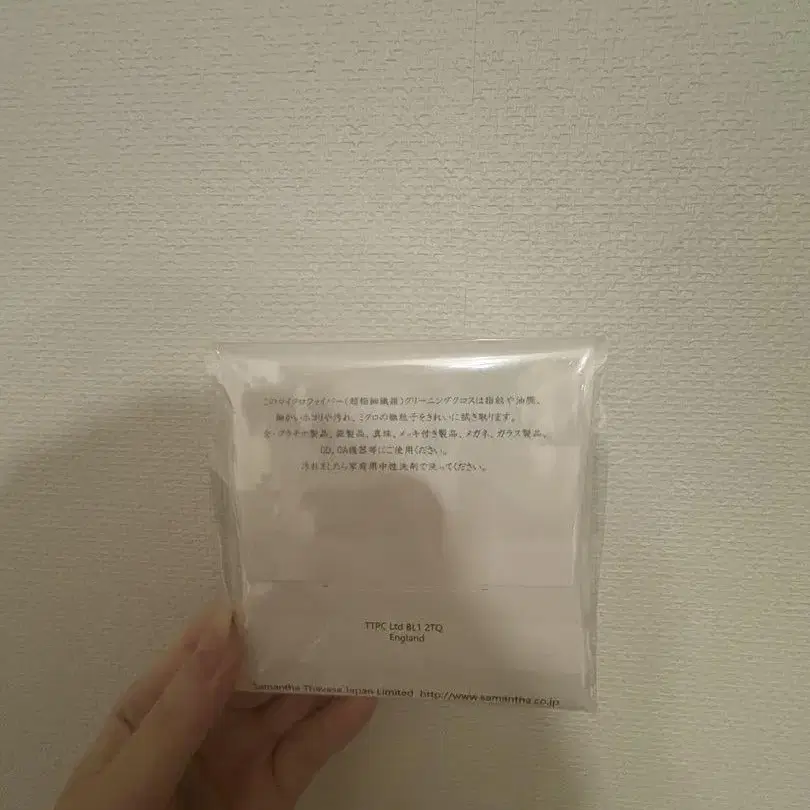 このマイクロファイバー(超極細繊維)クリーニングクロスは指紋や油膜、
細かいホコリや汚れ、ミクロの微粒子をきれいに拭き取ります。
金・プラチナ製品、銀製品、真珠、メッキ付き製品、メガネ、ガラス製品、
CD、OA機器等にご使用ください。
汚れましたら家庭用中性洗剤で洗ってください。
TTPC Ltd BL1 2TQ
England
Samantha Thavasa Japan Limited http://www.samantha.co.jp